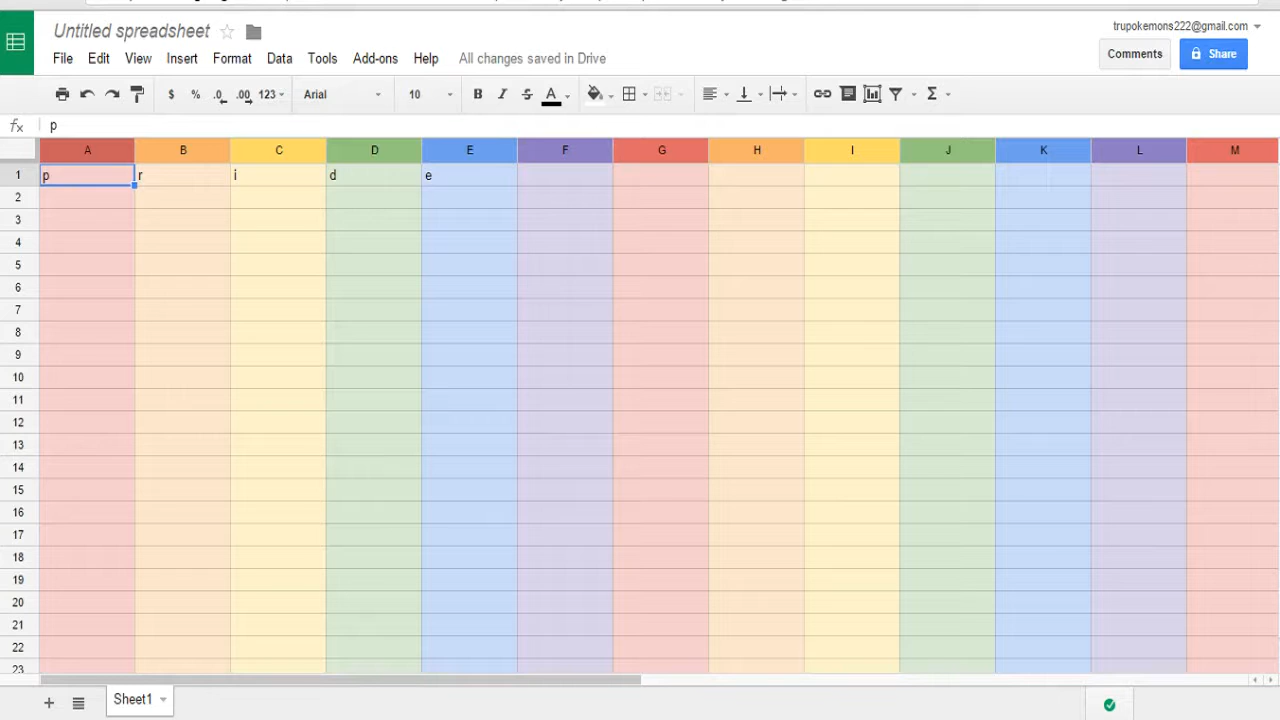 Untitled spreadsheet
trupokemons222@gmail.com
File Edit View Insert Format Data Tools Add-ons Help All changes saved in Drive
Comments Share
$ % .0 .00 123 Arial 10 B I S A Σ
fx p
A B C D E F G H I J K L M
1 p r i d e
2
3
4
5
6
7
8
9
10
11
12
13
14
15
16
17
18
19
20
21
22
23
+ Sheet1